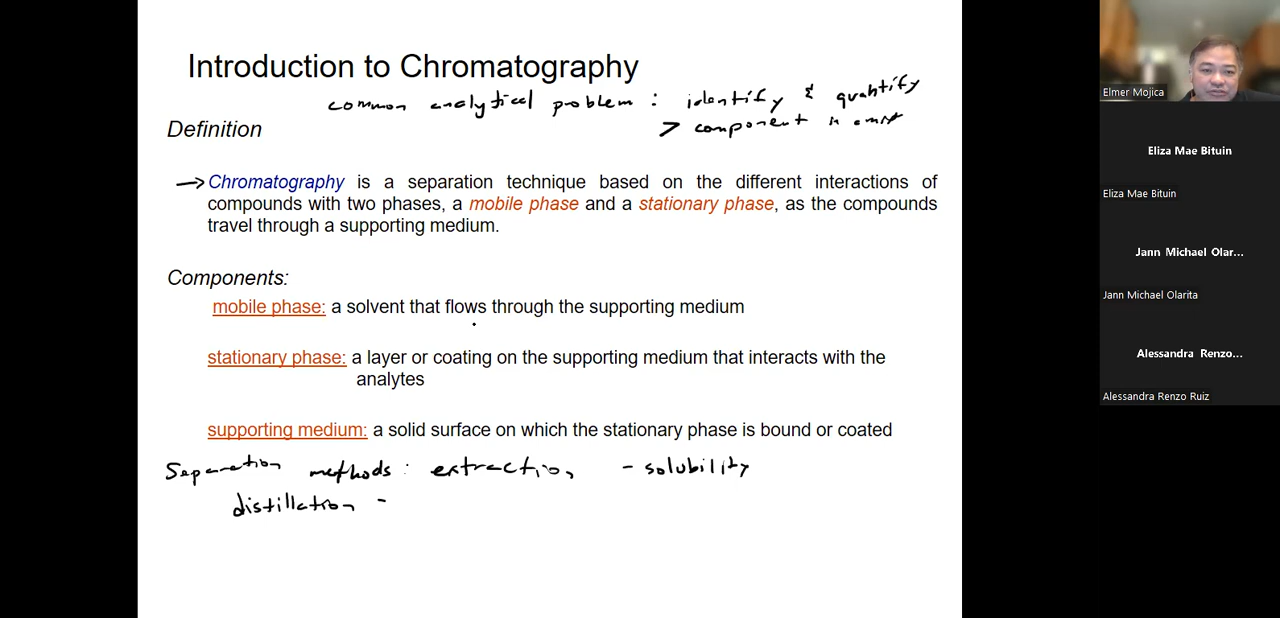 Introduction to Chromatography
common analytical problem : identify & quantify
> component in
Definition
→ Chromatography is a separation technique based on the different interactions of
compounds with two phases, a mobile phase and a stationary phase, as the compounds
travel through a supporting medium.
Components:
mobile phase: a solvent that flows through the supporting medium
stationary phase: a layer or coating on the supporting medium that interacts with the
analytes
supporting medium: a solid surface on which the stationary phase is bound or coated
Separation methods : extraction - solubility
distillation -
Elmer Mojica
Eliza Mae Bituin
Eliza Mae Bituin
Jann Michael Olar...
Jann Michael Olarita
Alessandra Renzo...
Alessandra Renzo Ruiz